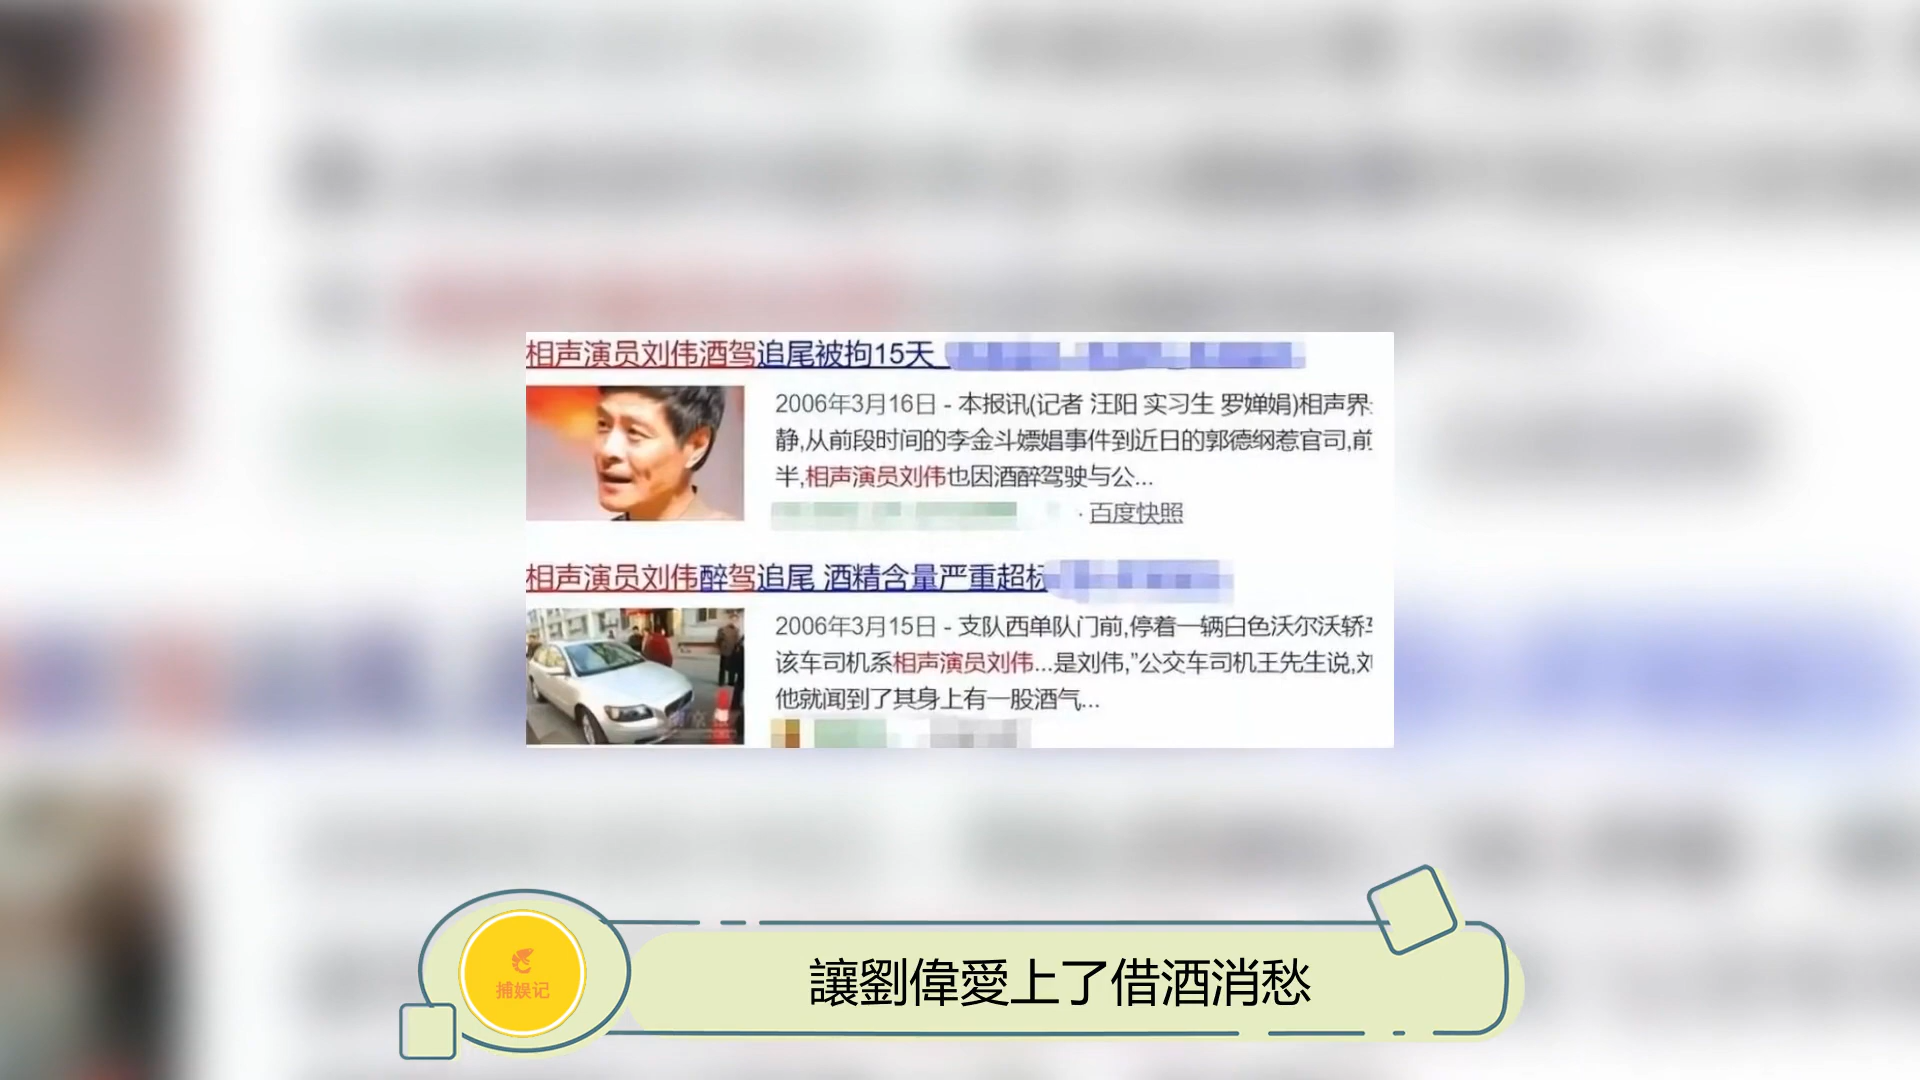 相声演员刘伟酒驾追尾被拘15天
2006年3月16日 - 本报讯(记者 汪阳 实习生 罗婵娟)相声界
静,从前段时间的李金斗嫖娼事件到近日的郭德纲惹官司,前
半,相声演员刘伟也因酒醉驾驶与公...
· 百度快照
相声演员刘伟醉驾追尾 酒精含量严重超标
2006年3月15日 - 支队西单队门前,停着一辆白色沃尔沃轿车
该车司机系相声演员刘伟...是刘伟,”公交车司机王先生说,刘
他就闻到了其身上有一股酒气...
捕娱记
讓劉偉愛上了借酒消愁